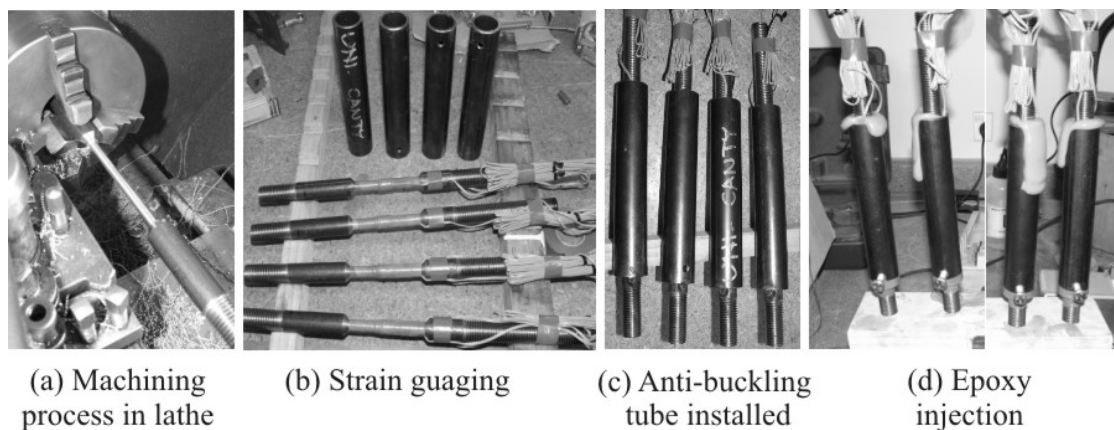 UNI. CANTY
UNI-CANTY
(a) Machining
process in lathe
(b) Strain guaging
(c) Anti-buckling
tube installed
(d) Epoxy
injection